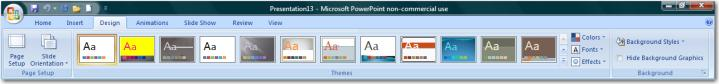 Presentation13 - Microsoft PowerPoint non-commercial use
Home Insert Design Animations Slide Show Review View
Page Setup
Slide Orientation
Aa Aa Aa Aa Aa Aa Aa Aa Aa Aa Aa
Colors
Fonts
Effects
Background Styles
Hide Background Graphics
Page Setup Themes Background